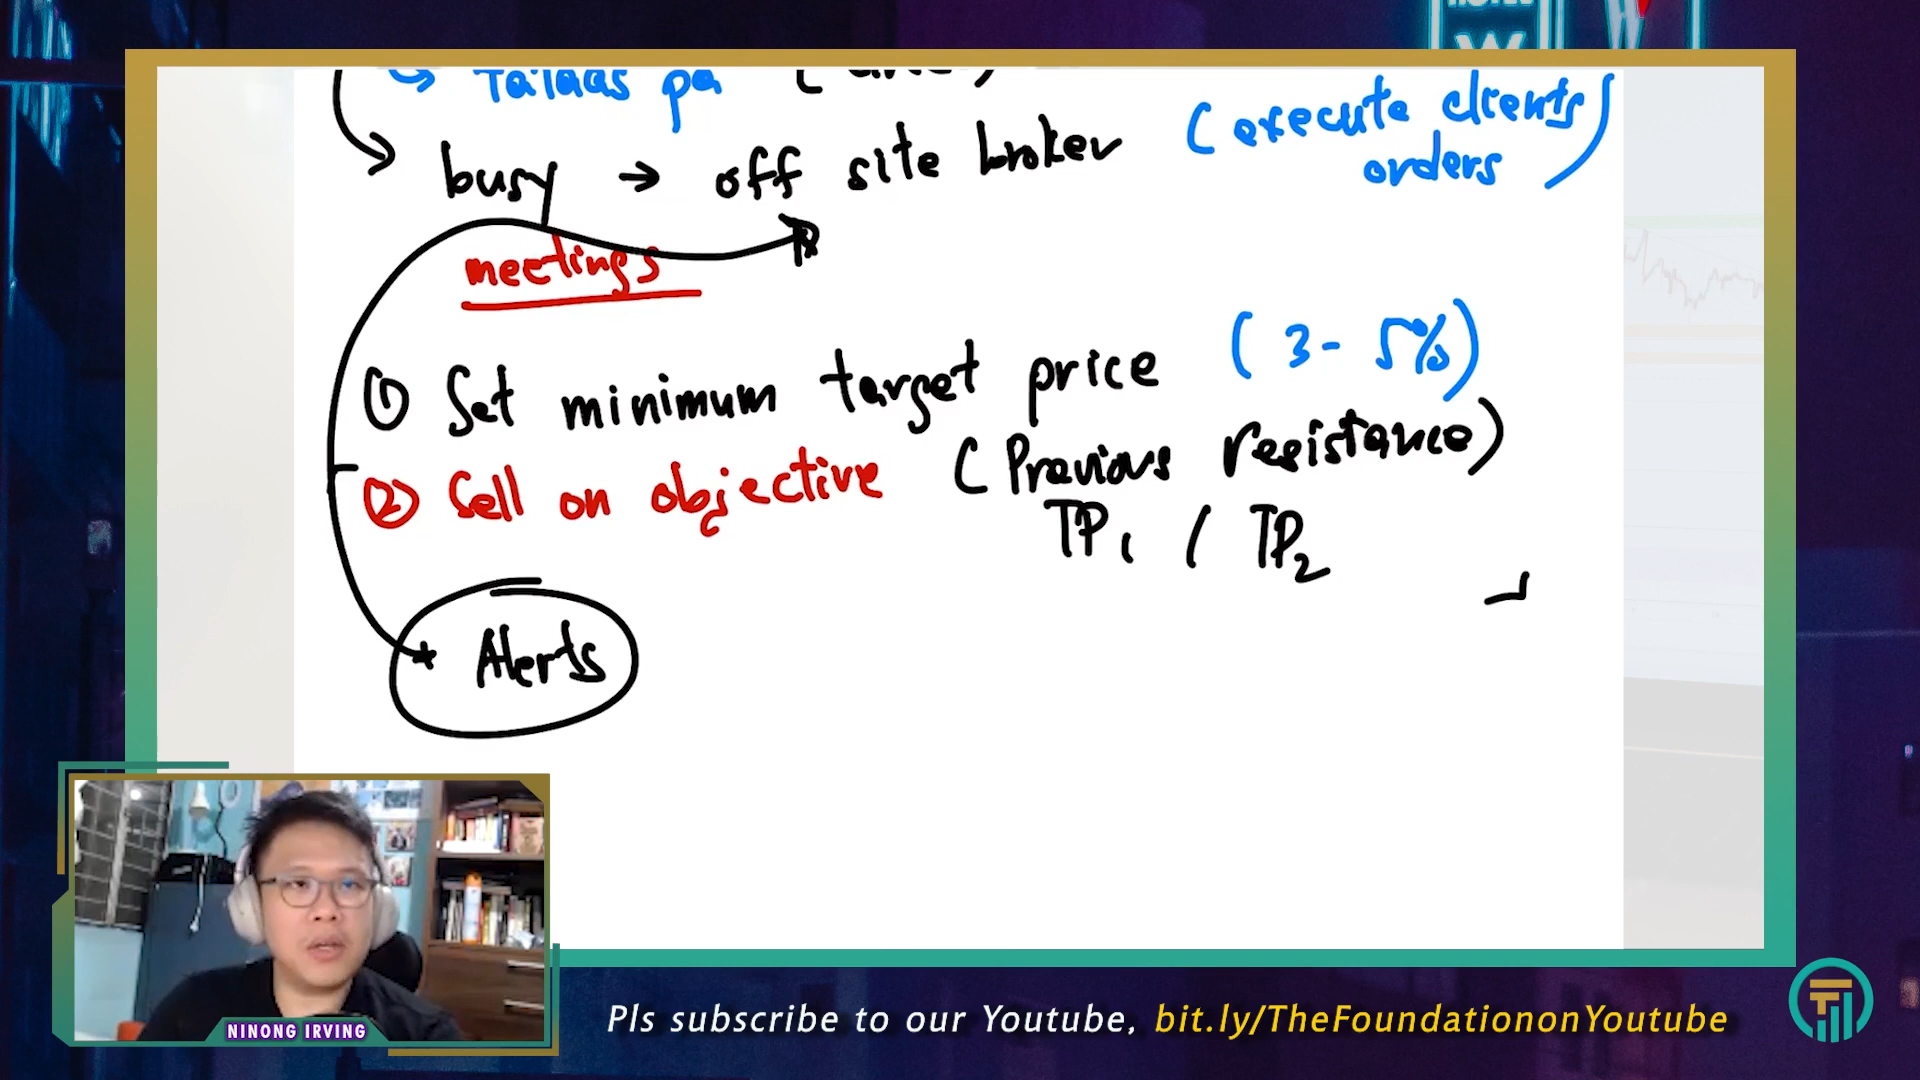 tataas pa
(execute clients
orders)
busy → off site broker
meetings
① Set minimum target price (3 - 5%)
② Sell on objective (Previous resistance)
TP1 / TP2
Alerts
NINONG IRVING
Pls subscribe to our Youtube, bit.ly/TheFoundationonYoutube